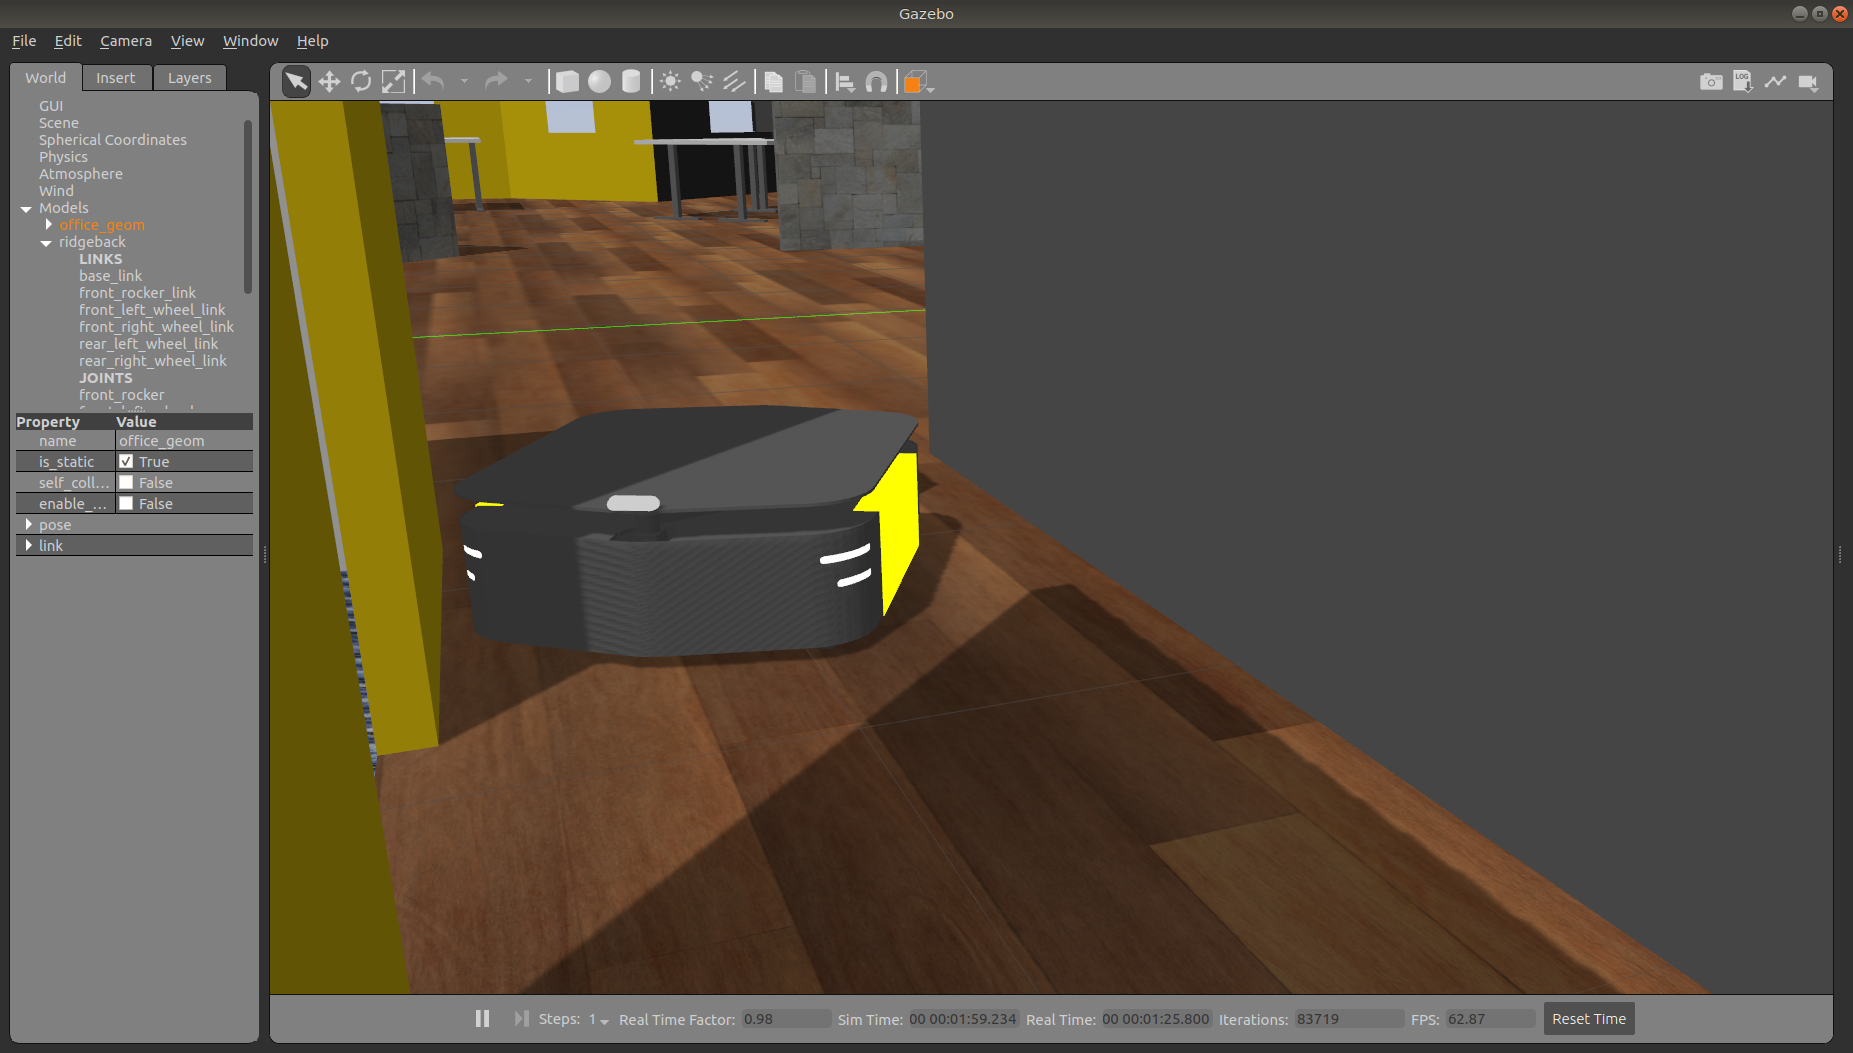 Gazebo
File Edit Camera View Window Help
World Insert Layers
GUI
Scene
Spherical Coordinates
Physics
Atmosphere
Wind
Models
office_geom
ridgeback
LINKS
base_link
front_rocker_link
front_left_wheel_link
front_right_wheel_link
rear_left_wheel_link
rear_right_wheel_link
JOINTS
front_rocker
Property Value
name office_geom
is_static True
self_coll... False
enable_... False
pose
link
LOG
Steps: 1 Real Time Factor: 0.98 Sim Time: 00 00:01:59.234 Real Time: 00 00:01:25.800 Iterations: 83719 FPS: 62.87 Reset Time